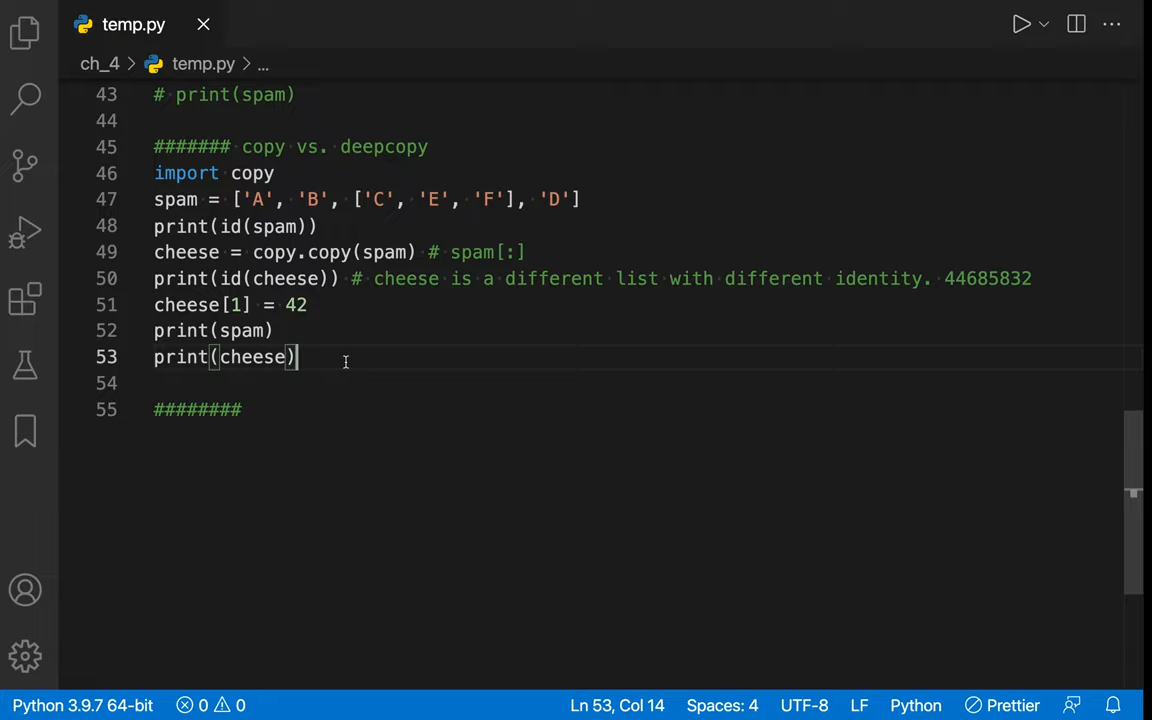 temp.py
ch_4 > temp.py > ...
43 # print(spam)
44
45 ####### copy vs. deepcopy
46 import copy
47 spam = ['A', 'B', ['C', 'E', 'F'], 'D']
48 print(id(spam))
49 cheese = copy.copy(spam) # spam[:]
50 print(id(cheese)) # cheese is a different list with different identity. 44685832
51 cheese[1] = 42
52 print(spam)
53 print(cheese)
54
55 ########
Python 3.9.7 64-bit 0 0 Ln 53, Col 14 Spaces: 4 UTF-8 LF Python Prettier